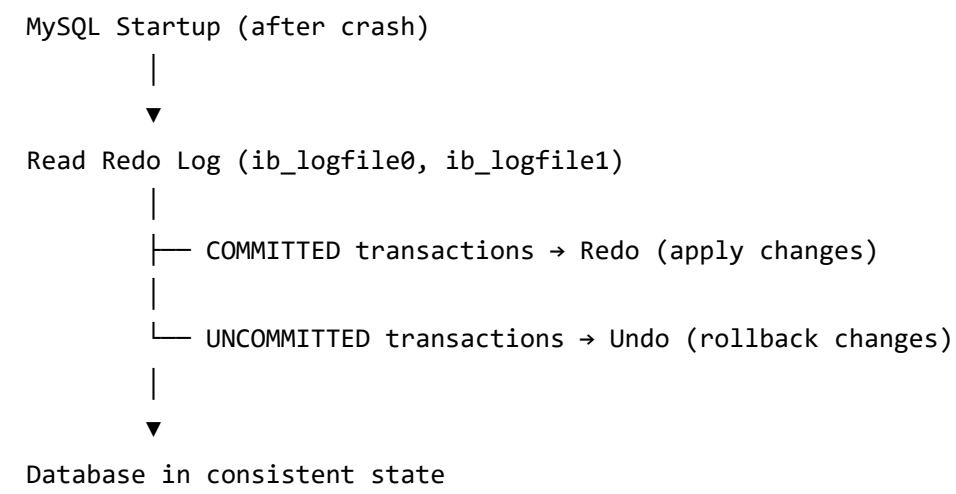 MySQL Startup (after crash)
│
▼
Read Redo Log (ib_logfile0, ib_logfile1)
│
├── COMMITTED transactions → Redo (apply changes)
│
└── UNCOMMITTED transactions → Undo (rollback changes)
│
▼
Database in consistent state